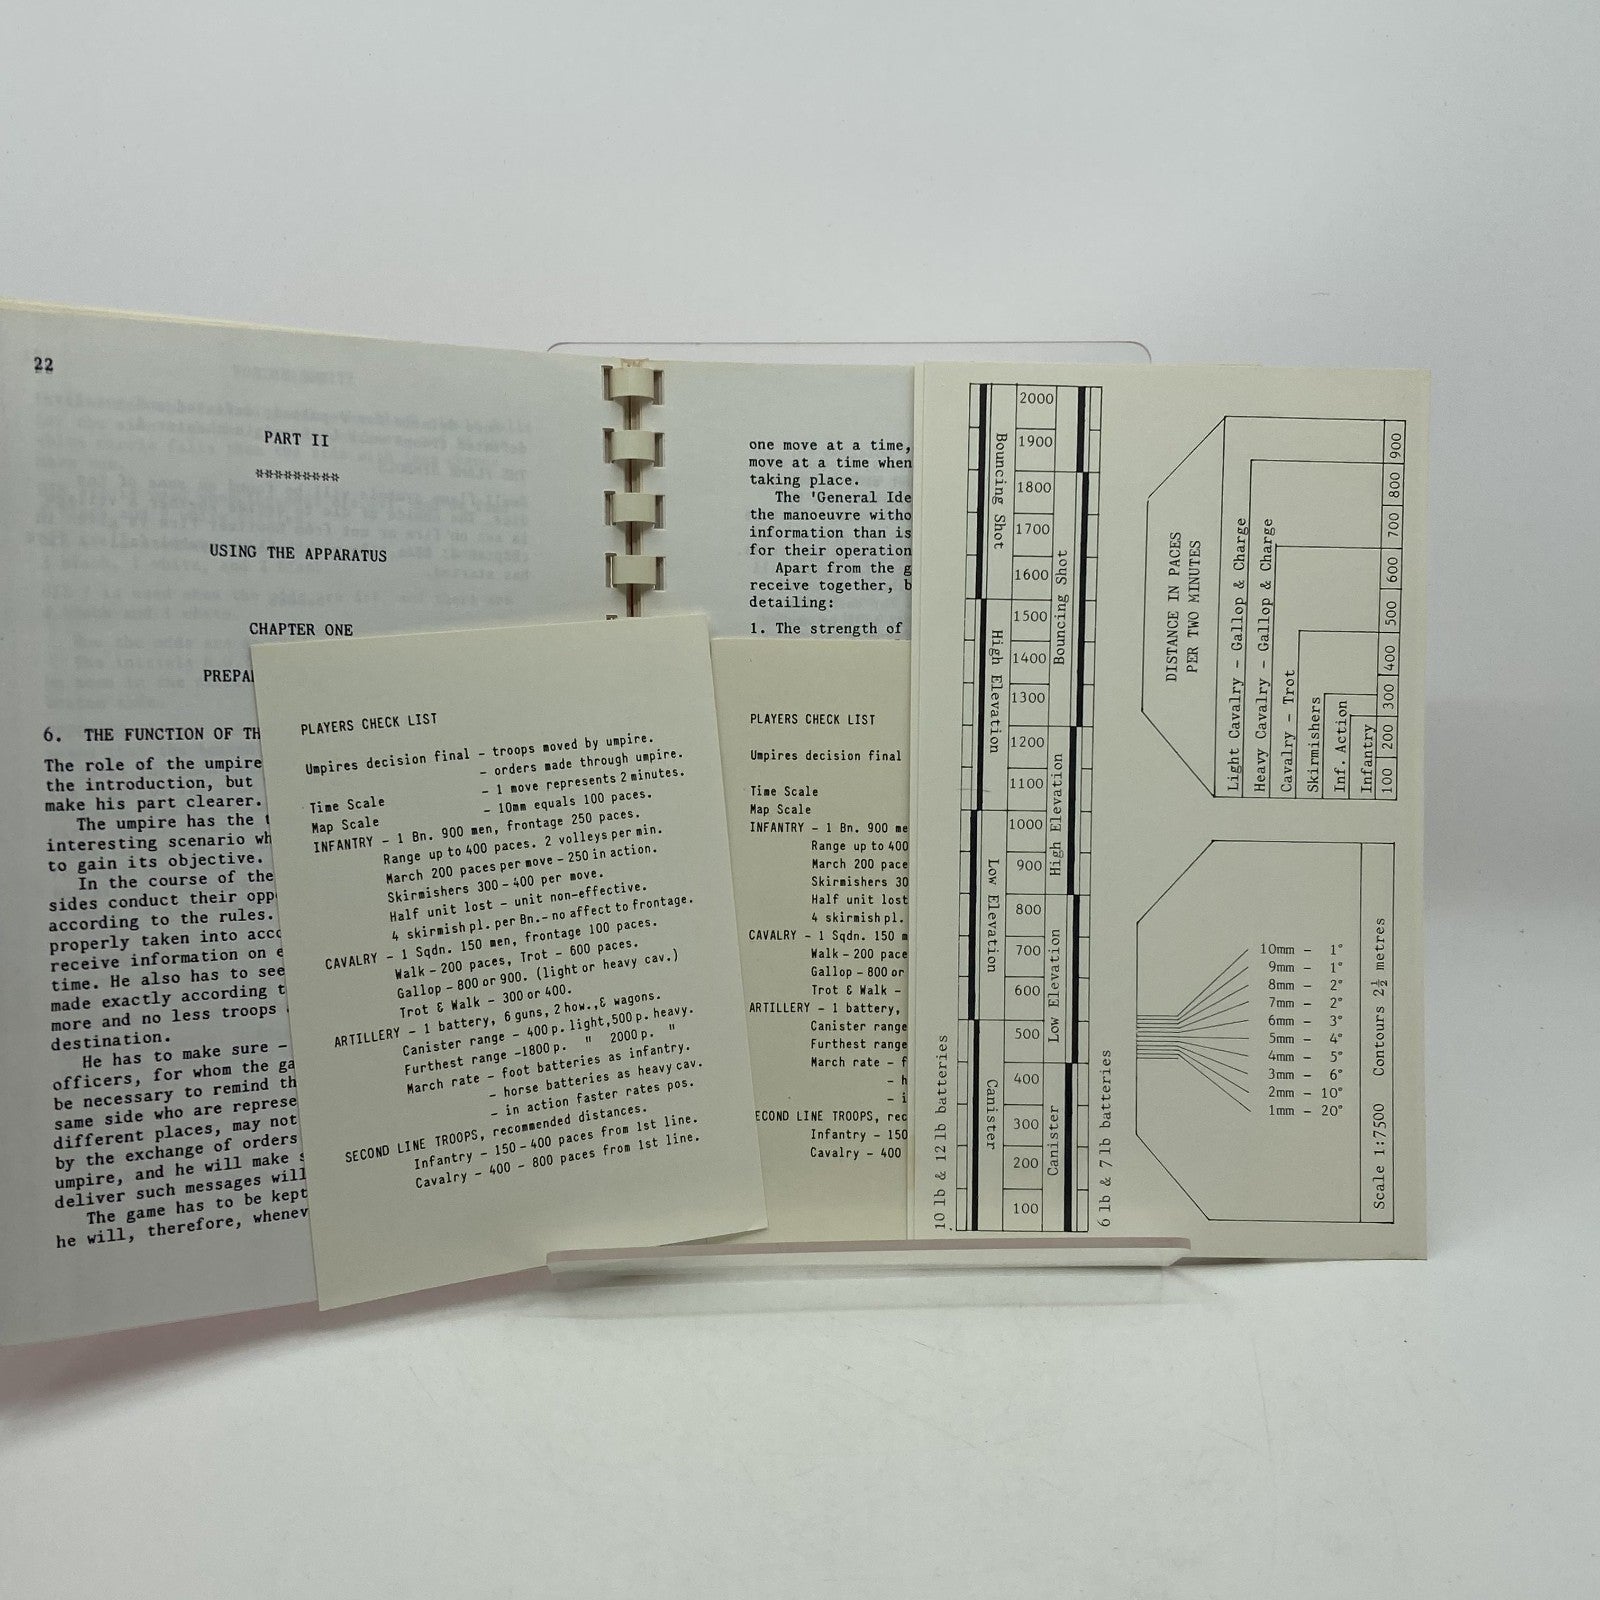 22
PART II
*********
USING THE APPARATUS
CHAPTER ONE
PREPA
6. THE FUNCTION OF TH
The role of the umpire
the introduction, but
make his part clearer.
The umpire has the
interesting scenario wh
to gain its objective.
In the course of the
sides conduct their opp
according to the rules.
properly taken into acc
receive information on e
time. He also has to see
made exactly according t
more and no less troops
destination.
He has to make sure -
officers, for whom the ga
be necessary to remind th
same side who are represe
different places, may not
by the exchange of orders
umpire, and he will make s
deliver such messages will
The game has to be kept
he will, therefore, whenev
PLAYERS CHECK LIST
Umpires decision final - troops moved by umpire.
- orders made through umpire.
Time Scale - 1 move represents 2 minutes.
Map Scale - 10mm equals 100 paces.
INFANTRY - 1 Bn. 900 men, frontage 250 paces.
Range up to 400 paces. 2 volleys per min.
March 200 paces per move - 250 in action.
Skirmishers 300 - 400 per move.
Half unit lost - unit non-effective.
4 skirmish pl. per Bn. - no affect to frontage.
CAVALRY - 1 Sqdn. 150 men, frontage 100 paces.
Walk - 200 paces, Trot - 600 paces.
Gallop - 800 or 900. (light or heavy cav.)
Trot & Walk - 300 or 400.
ARTILLERY - 1 battery, 6 guns, 2 how., & wagons.
Canister range - 400 p. light, 500 p. heavy.
Furthest range - 1800 p. " 2000 p. "
March rate - foot batteries as infantry.
- horse batteries as heavy cav.
- in action faster rates pos.
SECOND LINE TROOPS, recommended distances.
Infantry - 150 - 400 paces from 1st line.
Cavalry - 400 - 800 paces from 1st line.
one move at a time,
move at a time when
taking place.
The 'General Ide
the manoeuvre witho
information than is
for their operation
Apart from the g
receive together, b
detailing:
1. The strength of
PLAYERS CHECK LIST
Umpires decision final
Time Scale
Map Scale
INFANTRY - 1 Bn. 900 me
Range up to 400
March 200 pace
Skirmishers 30
Half unit lost
4 skirmish pl.
CAVALRY - 1 Sqdn. 150 m
Walk - 200 pace
Gallop - 800 or
Trot & Walk -
ARTILLERY - 1 battery,
Canister range
Furthest range
March rate - f
- h
- i
ECOND LINE TROOPS, rec
Infantry - 150
Cavalry - 400
10 lb & 12 lb batteries
Canister Low Elevation High Elevation Bouncing Shot
100 200 300 400 500 600 700 800 900 1000 1100 1200 1300 1400 1500 1600 1700 1800 1900 2000
Canister Low Elevation High Elevation Bouncing Shot
6 lb & 7 lb batteries
DISTANCE IN PACES
PER TWO MINUTES
Light Cavalry - Gallop & Charge
Heavy Cavalry - Gallop & Charge
Cavalry - Trot
Skirmishers
Inf. Action
Infantry
100 200 300 400 500 600 700 800 900
10mm - 1°
9mm - 1°
8mm - 2°
7mm - 2°
6mm - 3°
5mm - 4°
4mm - 5°
3mm - 6°
2mm - 10°
1mm - 20°
Scale 1:7500 Contours 2½ metres